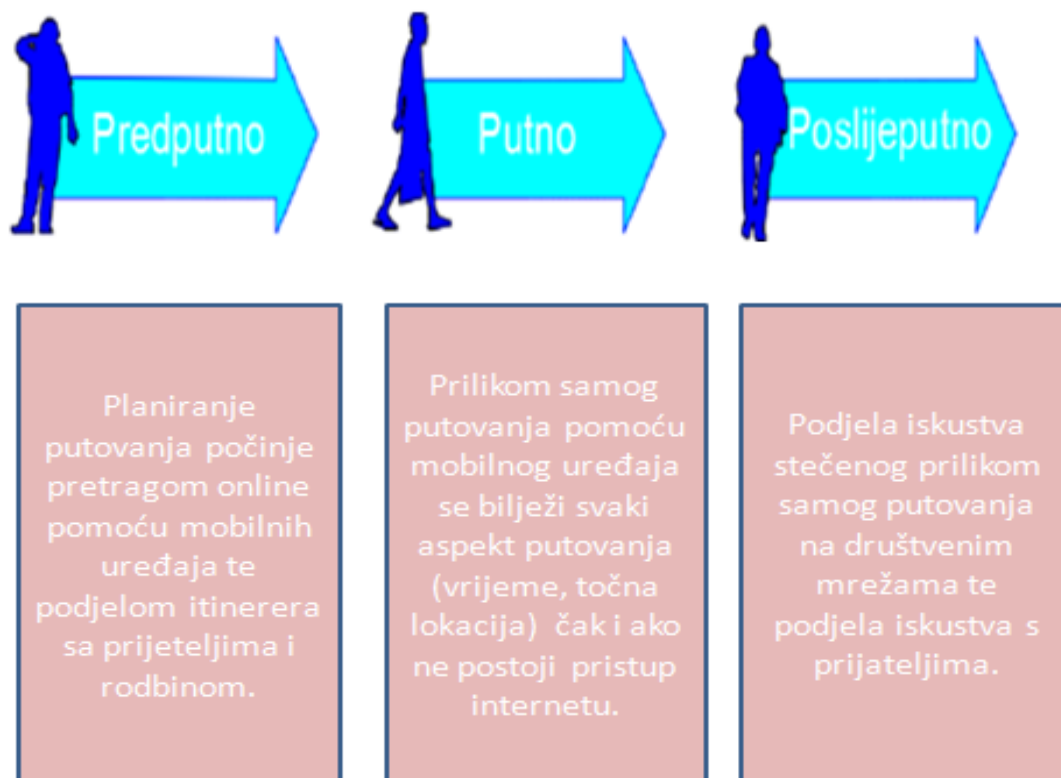 Predputno
Putno
Poslijeputno
Planiranje
putovanja počinje
pretragom online
pomoću mobilnih
uređaja te
podjelom itinerera
sa prijeteljima i
rodbinom.
Prilikom samog
putovanja pomoću
mobilnog uređaja
se bilježi svaki
aspekt putovanja
(vrijeme, točna
lokacija) čak i ako
ne postoji pristup
internetu.
Podjela iskustva
stečenog prilikom
samog putovanja
na društvenim
mrežama te
podjela iskustva s
prijateljima.